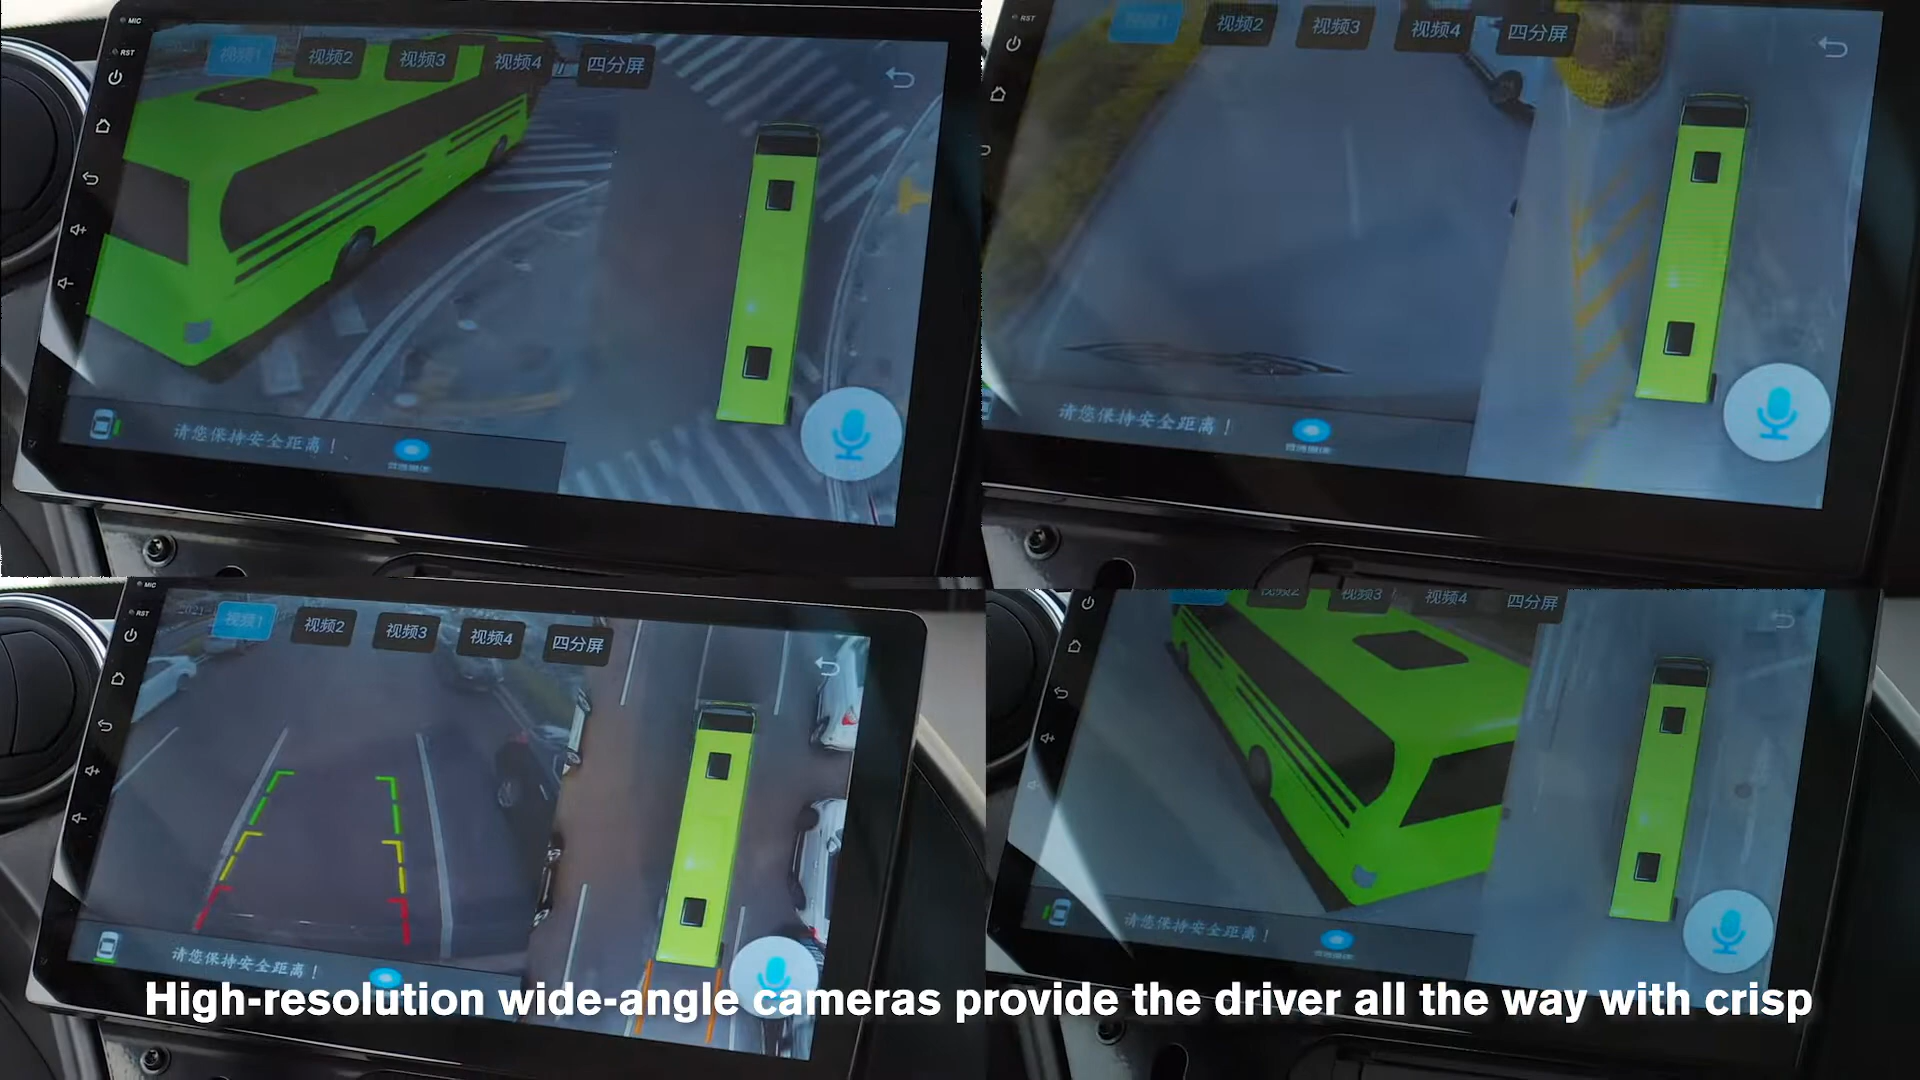 MIC
RST
视频1
视频2
视频3
视频4
四分屏
请您保持安全距离！
RST
视频1
视频2
视频3
视频4
四分屏
请您保持安全距离！
MIC
RST
视频1
视频2
视频3
视频4
四分屏
请您保持安全距离！
视频2
视频3
视频4
四分屏
请您保持安全距离！
High-resolution wide-angle cameras provide the driver all the way with crisp